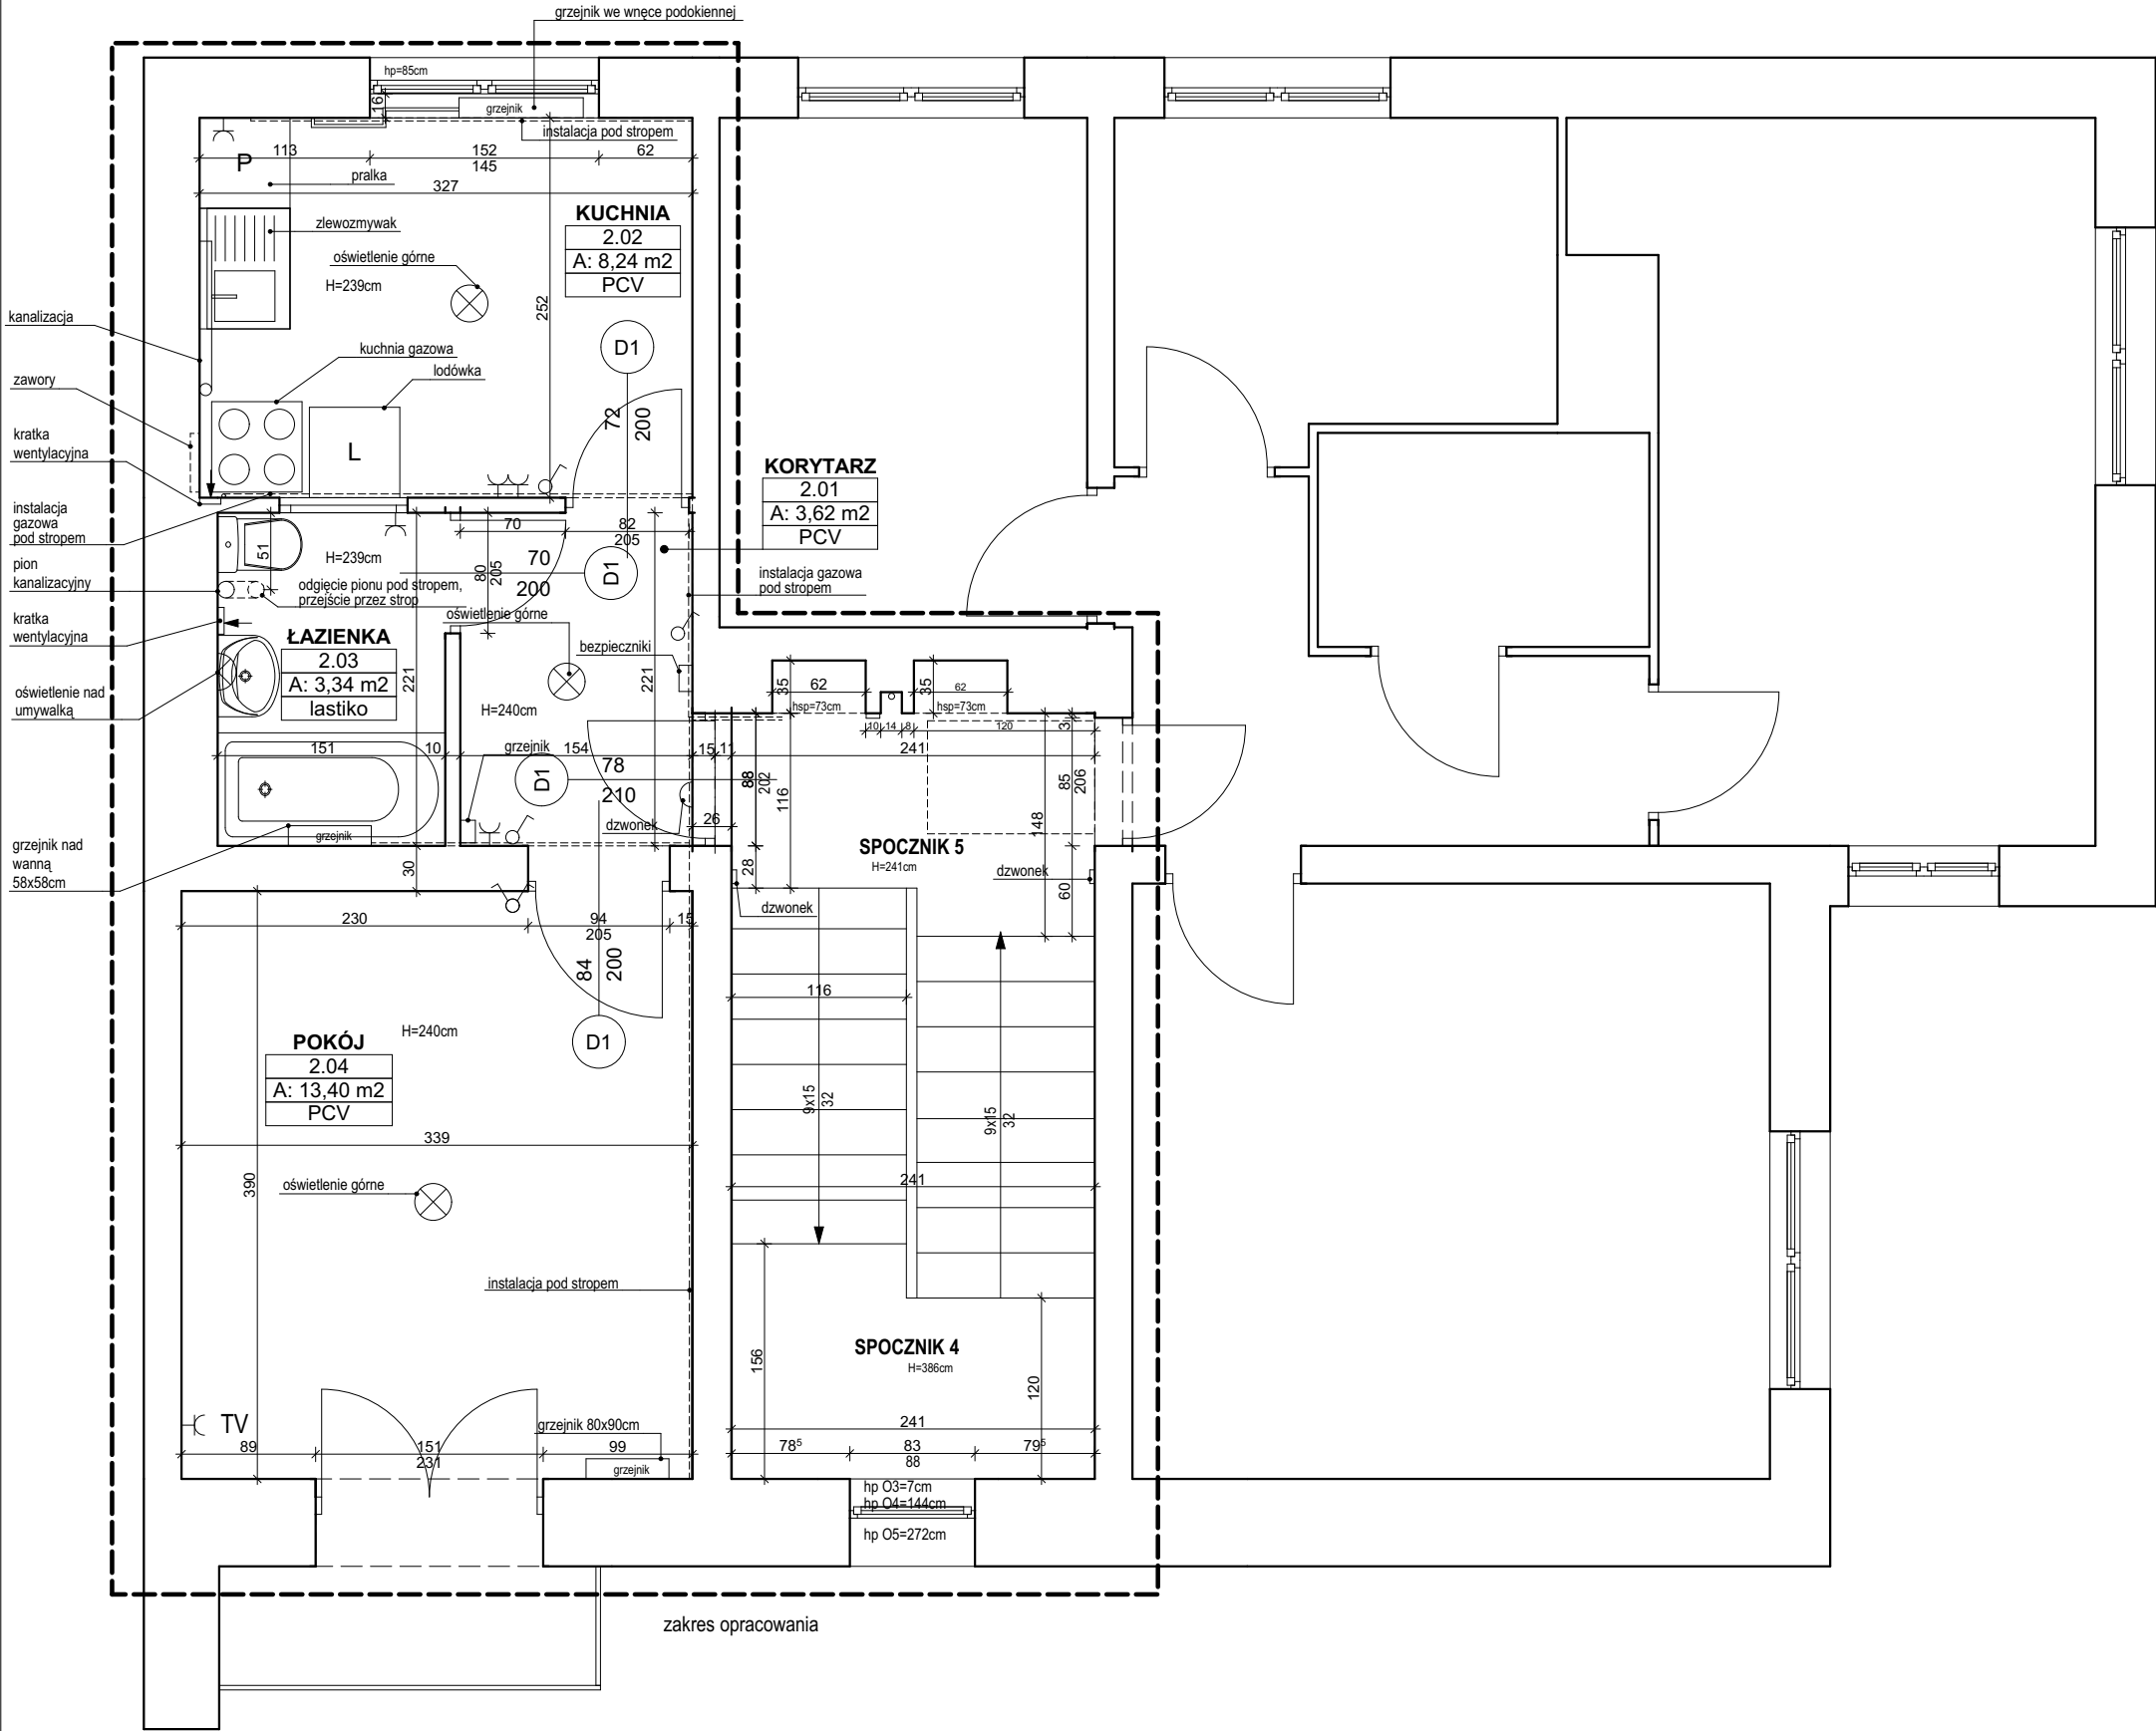 grzejnik we wnęce podokiennej
hp=85cm
16
grzejnik
instalacja pod stropem
113
152
62
145
P
pralka
327
KUCHNIA
2.02
A: 8,24 m2
PCV
zlewozmywak
oświetlenie górne
H=239cm
252
kanalizacja
D1
kuchnia gazowa
lodówka
zawory
72
200
kratka
wentylacyjna
L
KORYTARZ
2.01
A: 3,62 m2
PCV
instalacja
gazowa
pod stropem
70
82
205
51
H=239cm
80
205
70
200
D1
pion
kanalizacyjny
odgięcie pionu pod stropem,
przejście przez strop
instalacja gazowa
pod stropem
oświetlenie górne
kratka
wentylacyjna
ŁAZIENKA
2.03
A: 3,34 m2
lastiko
221
bezpieczniki
221
oświetlenie nad
umywalką
H=240cm
35
62
hsp=73cm
35
62
hsp=73cm
10
14
8
120
3
151
10
grzejnik
154
15
11
241
D1
78
210
88
202
116
85
206
148
dzwonek
26
grzejnik
SPOCZNIK 5
H=241cm
grzejnik nad
wanną
58x58cm
30
28
dzwonek
60
dzwonek
230
94
15
205
84
200
116
H=240cm
POKÓJ
2.04
A: 13,40 m2
PCV
D1
9x15
32
9x15
32
339
390
oświetlenie górne
241
instalacja pod stropem
SPOCZNIK 4
H=386cm
156
120
TV
grzejnik 80x90cm
241
89
151
99
231
78⁵
83
79⁵
88
grzejnik
hp O3=7cm
hp O4=144cm
hp O5=272cm
zakres opracowania